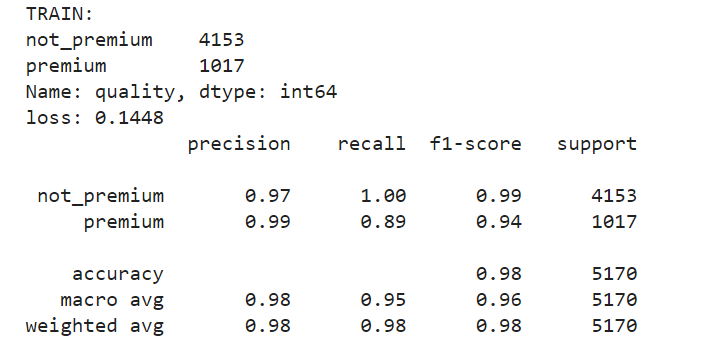 TRAIN:
not_premium    4153
premium        1017
Name: quality, dtype: int64
loss: 0.1448
              precision    recall  f1-score   support

 not_premium       0.97      1.00      0.99      4153
     premium       0.99      0.89      0.94      1017

    accuracy                           0.98      5170
   macro avg       0.98      0.95      0.96      5170
weighted avg       0.98      0.98      0.98      5170